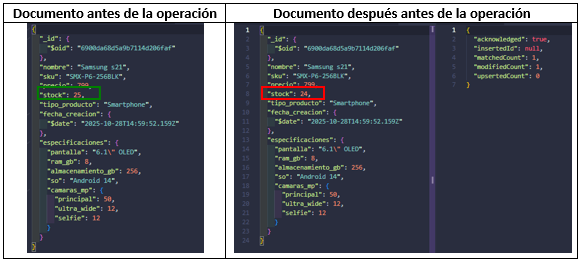 Documento antes de la operación
{
"_id": {
"$oid": "6900da68d5a9b7114d206faf"
},
"nombre": "Samsung s21",
"sku": "SMX-P6-256BLK",
"precio": 799,
"stock": 25,
"tipo_producto": "Smartphone",
"fecha_creacion": {
"$date": "2025-10-28T14:59:52.159Z"
},
"especificaciones": {
"pantalla": "6.1\" OLED",
"ram_gb": 8,
"almacenamiento_gb": 256,
"so": "Android 14",
"camaras_mp": {
"principal": 50,
"ultra_wide": 12,
"selfie": 12
}
}
Documento después antes de la operación
1 {
2 "_id": {
3 "$oid": "6900da68d5a9b7114d206faf"
4 },
5 "nombre": "Samsung s21",
6 "sku": "SMX-P6-256BLK",
7 "precio": 799,
8 "stock": 24,
9 "tipo_producto": "Smartphone",
10 "fecha_creacion": {
11 "$date": "2025-10-28T14:59:52.159Z"
12 },
13 "especificaciones": {
14 "pantalla": "6.1\" OLED",
15 "ram_gb": 8,
16 "almacenamiento_gb": 256,
17 "so": "Android 14",
18 "camaras_mp": {
19 "principal": 50,
20 "ultra_wide": 12,
21 "selfie": 12
22 }
23 }
24
1 {
2 "acknowledged": true,
3 "insertedId": null,
4 "matchedCount": 1,
5 "modifiedCount": 1,
6 "upsertedCount": 0
7 }